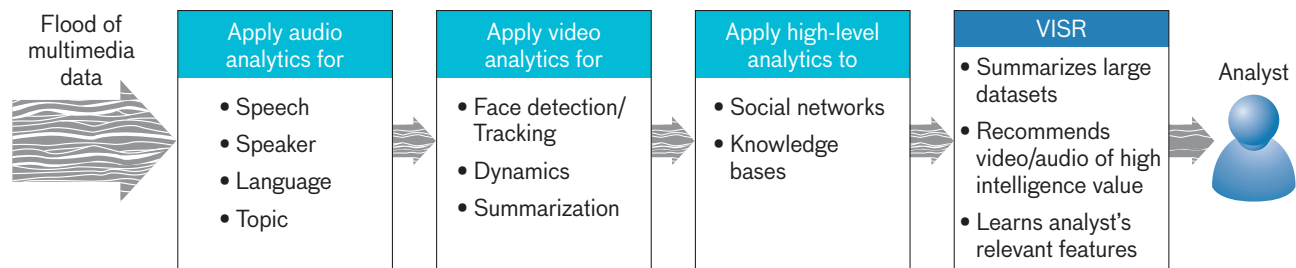 Flood of
multimedia
data
Apply audio
analytics for
• Speech
• Speaker
• Language
• Topic
Apply video
analytics for
• Face detection/
Tracking
• Dynamics
• Summarization
Apply high-level
analytics to
• Social networks
• Knowledge
bases
VISR
• Summarizes large
datasets
• Recommends
video/audio of high
intelligence value
• Learns analyst’s
relevant features
Analyst